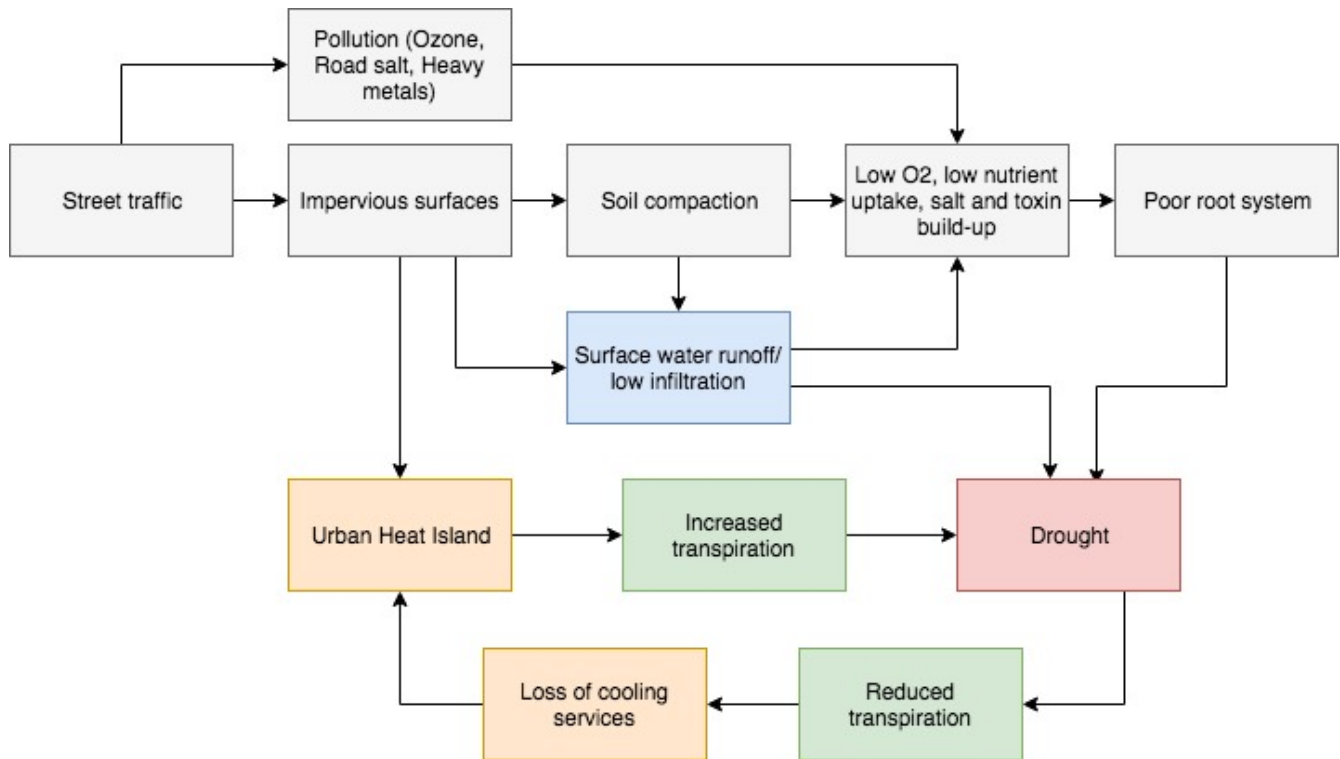 Pollution (Ozone,
Road salt, Heavy
metals)
Street traffic
Impervious surfaces
Soil compaction
Low O2, low nutrient
uptake, salt and toxin
build-up
Poor root system
Surface water runoff/
low infiltration
Urban Heat Island
Increased
transpiration
Drought
Loss of cooling
services
Reduced
transpiration